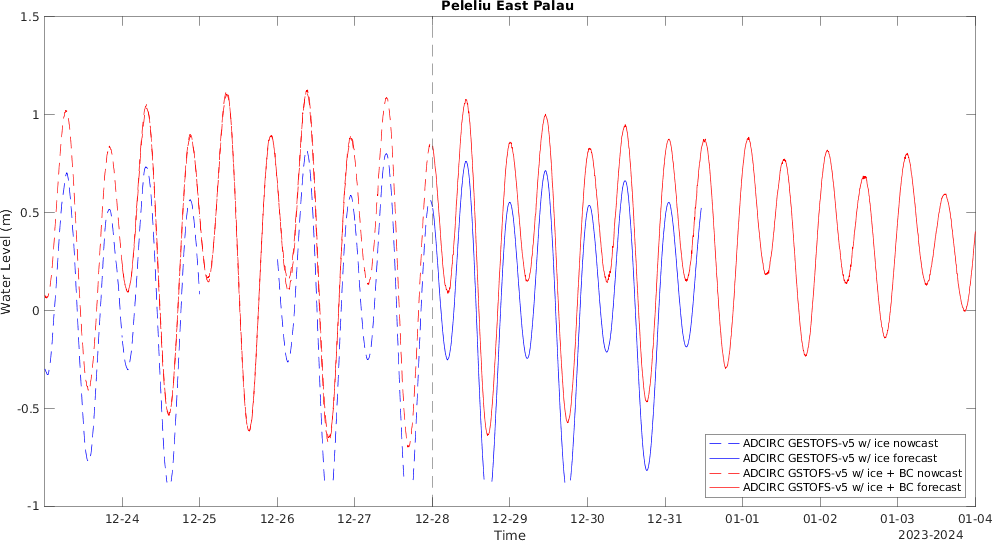 Peleliu East Palau
1.5
1
0.5
0
-0.5
-1
Water Level (m)
12-24
12-25
12-26
12-27
12-28
12-29
12-30
12-31
01-01
01-02
01-03
01-04
Time
2023-2024
ADCIRC GESTOFS-v5 w/ ice nowcast
ADCIRC GESTOFS-v5 w/ ice forecast
ADCIRC GSTOFS-v5 w/ ice + BC nowcast
ADCIRC GSTOFS-v5 w/ ice + BC forecast